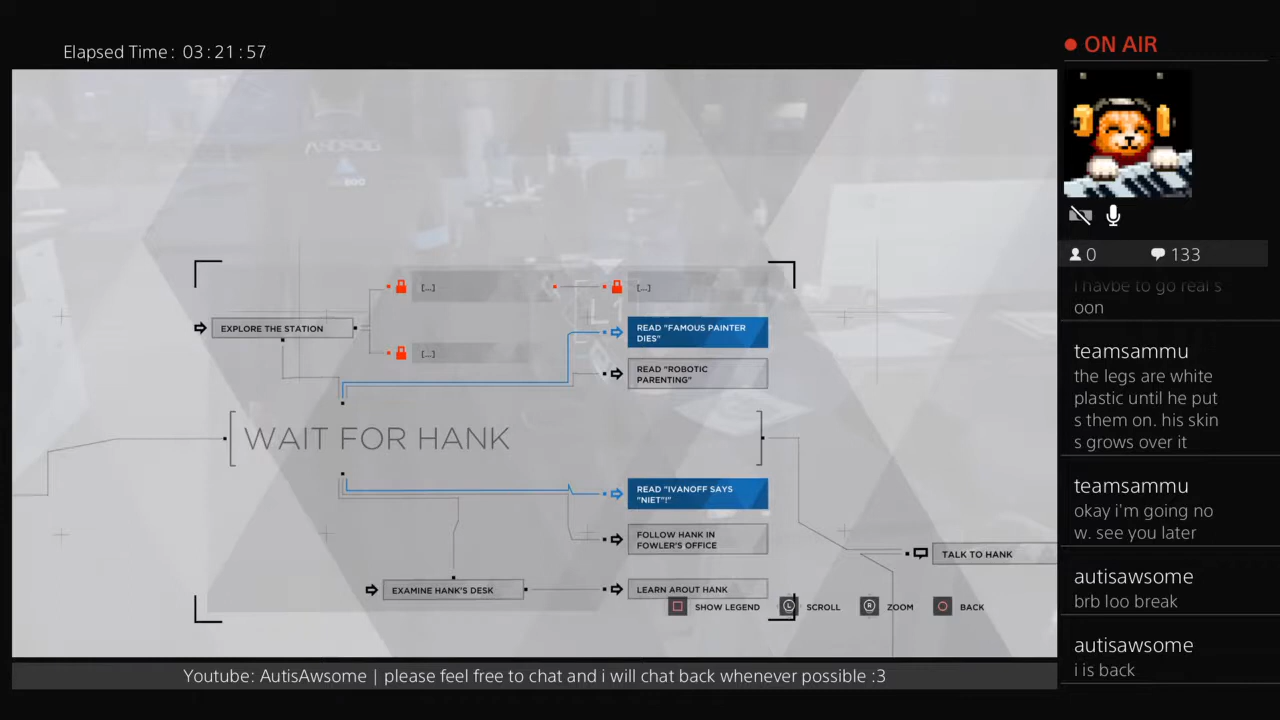 Elapsed Time: 03:21:57
ON AIR
ANDROID
0
133
[...]
[...]
EXPLORE THE STATION
READ "FAMOUS PAINTER
DIES"
[...]
READ "ROBOTIC
PARENTING"
WAIT FOR HANK
READ "IVANOFF SAYS
"NIET"!"
FOLLOW HANK IN
FOWLER'S OFFICE
TALK TO HANK
EXAMINE HANK'S DESK
LEARN ABOUT HANK
SHOW LEGEND
L
SCROLL
R
ZOOM
BACK
i havbe to go real s
oon
teamsammu
the legs are white
plastic until he put
s them on. his skin
s grows over it
teamsammu
okay i'm going no
w. see you later
autisawsome
brb loo break
autisawsome
i is back
Youtube: AutisAwsome | please feel free to chat and i will chat back whenever possible :3